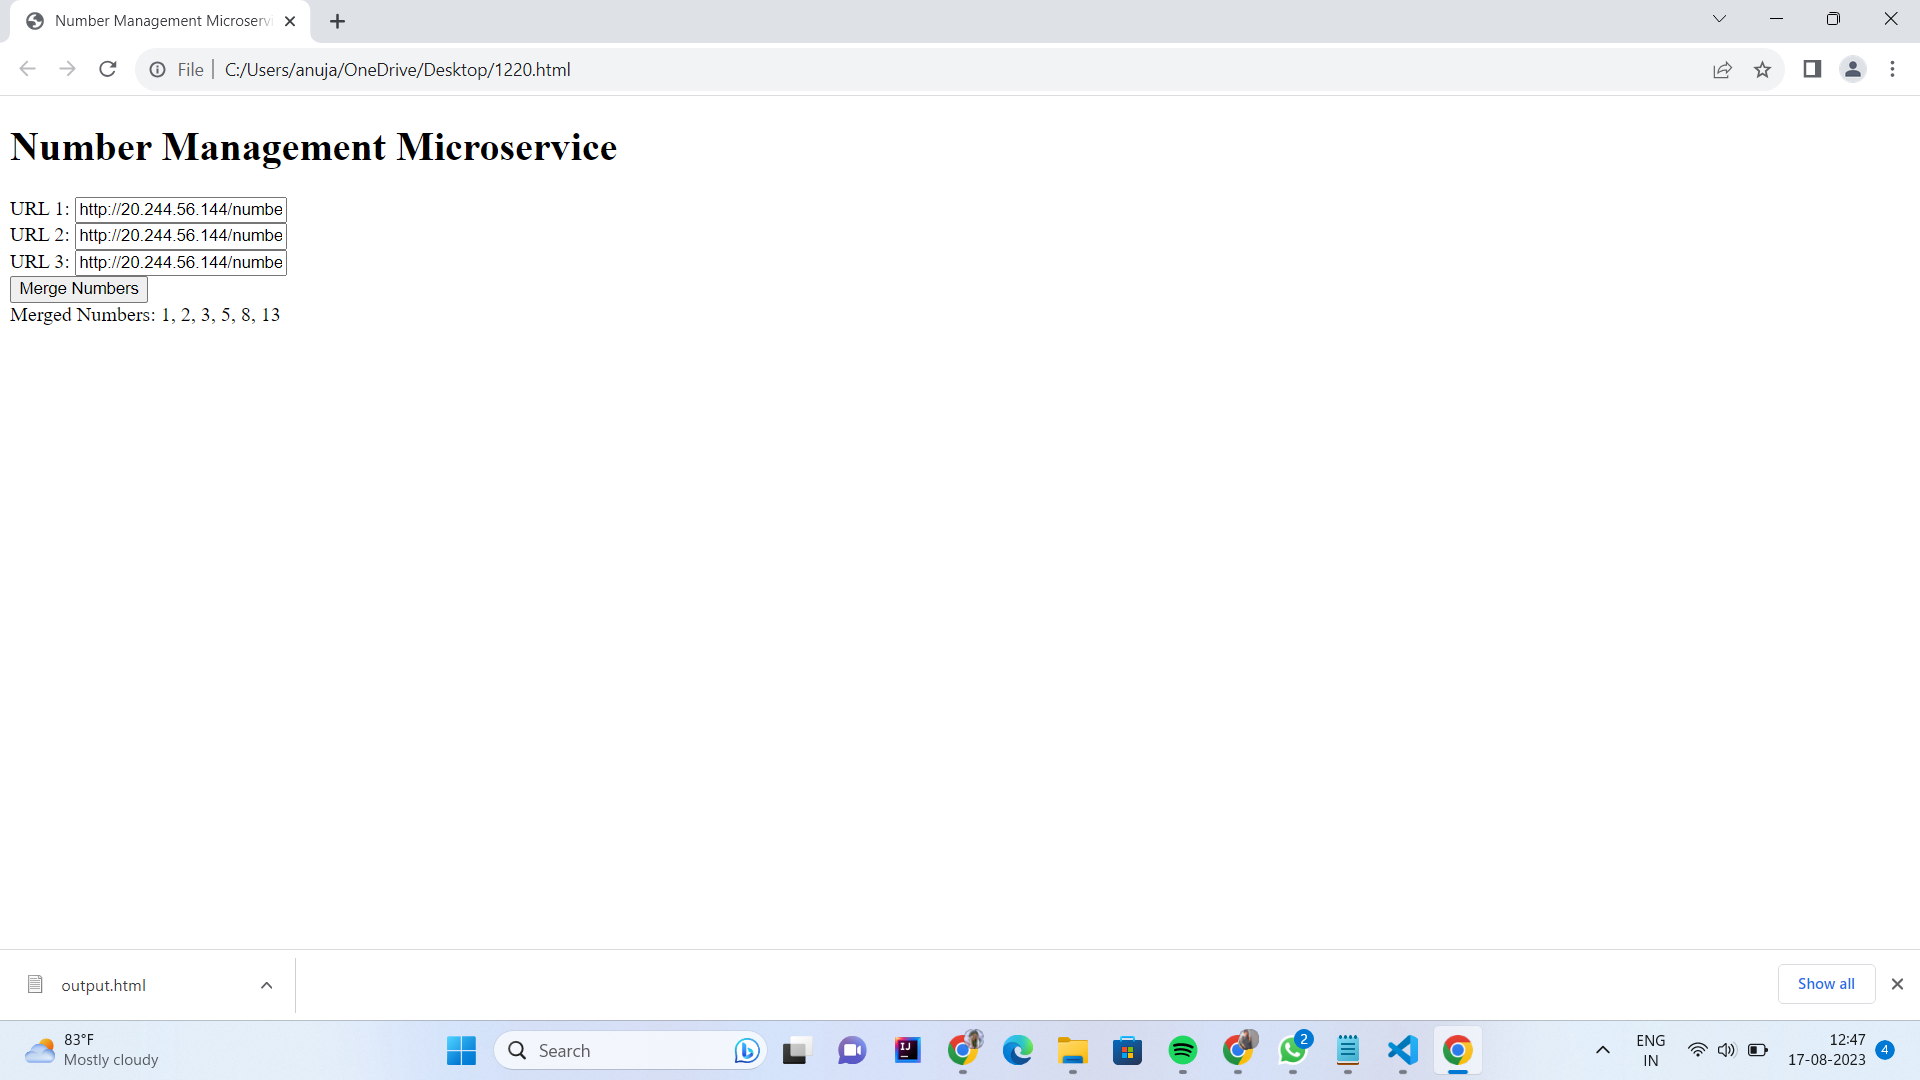 Number Management Microservi
File
C:/Users/anuja/OneDrive/Desktop/1220.html
Number Management Microservice
URL 1: http://20.244.56.144/numbe
URL 2: http://20.244.56.144/numbe
URL 3: http://20.244.56.144/numbe
Merge Numbers
Merged Numbers: 1, 2, 3, 5, 8, 13
output.html
Show all
83°F
Mostly cloudy
Search
IJ
2
ENG
IN
12:47
17-08-2023
4